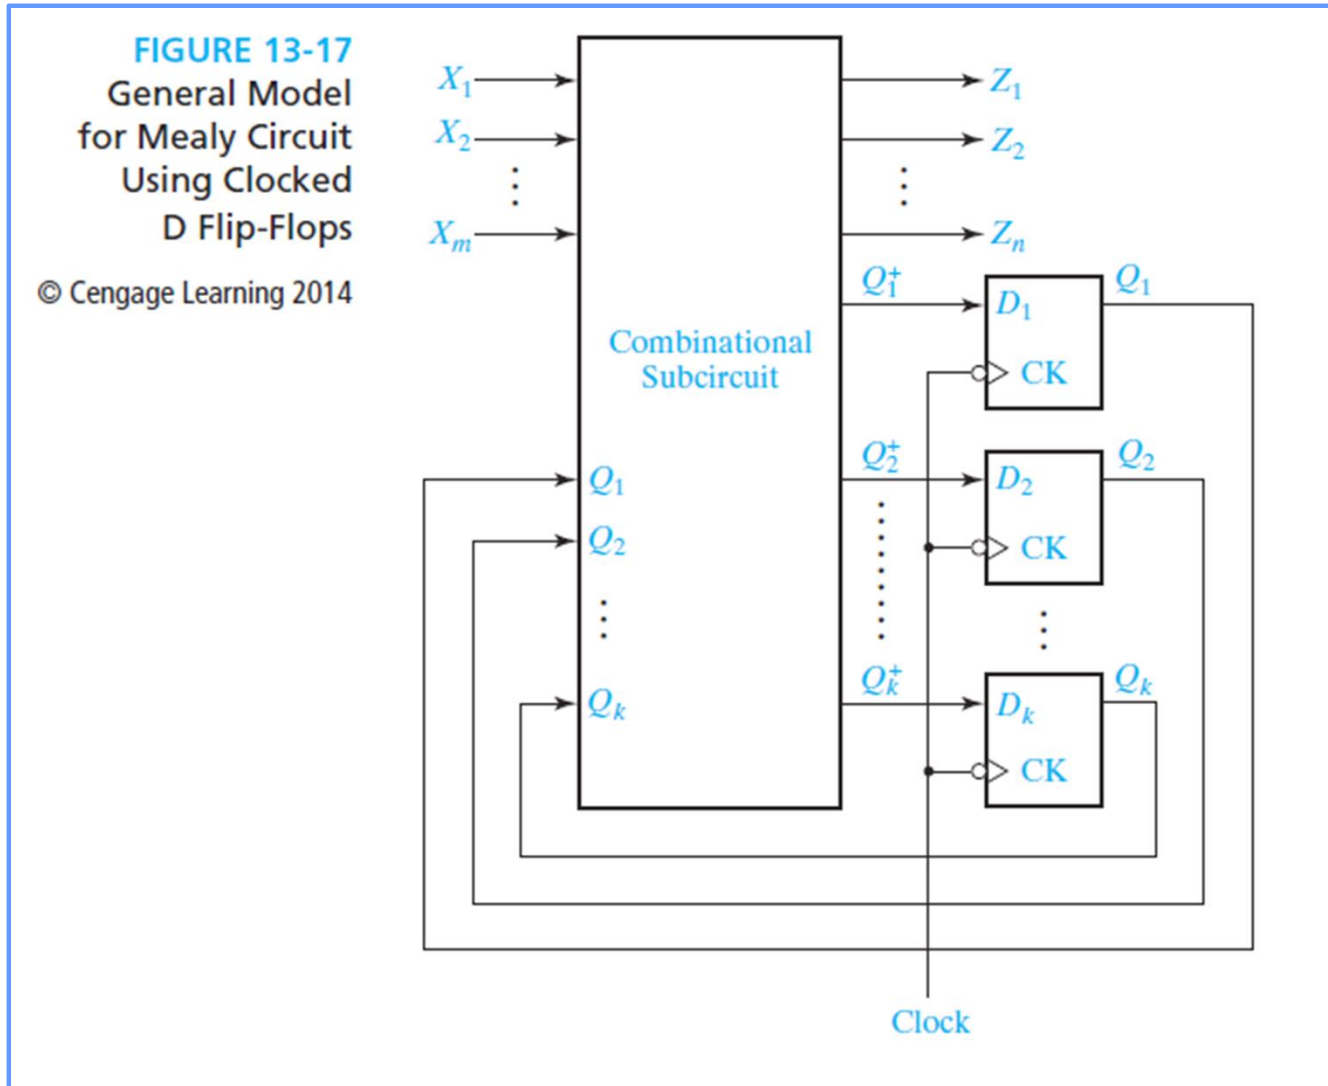 FIGURE 13-17
General Model
for Mealy Circuit
Using Clocked
D Flip-Flops
© Cengage Learning 2014
X₁
X₂
⋮
Xₘ
Combinational
Subcircuit
Q₁
Q₂
⋮
Qₖ
Z₁
Z₂
⋮
Zₙ
Q₁⁺
D₁
Q₁
CK
Q₂⁺
D₂
Q₂
CK
⋮
Qₖ⁺
Dₖ
Qₖ
CK
Clock